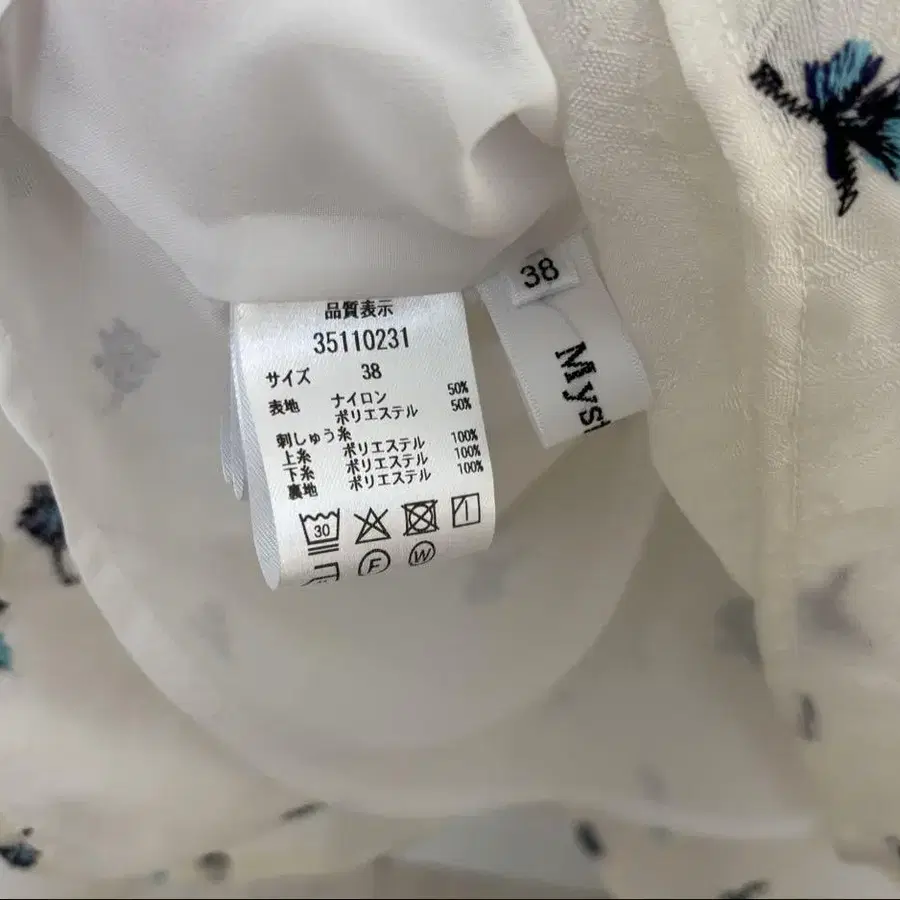 品質表示
35110231
サイズ 38
表地 ナイロン 50%
ポリエステル 50%
刺しゅう糸
上糸 ポリエステル 100%
下糸 ポリエステル 100%
裏地 ポリエステル 100%
30
F W
38
Myst